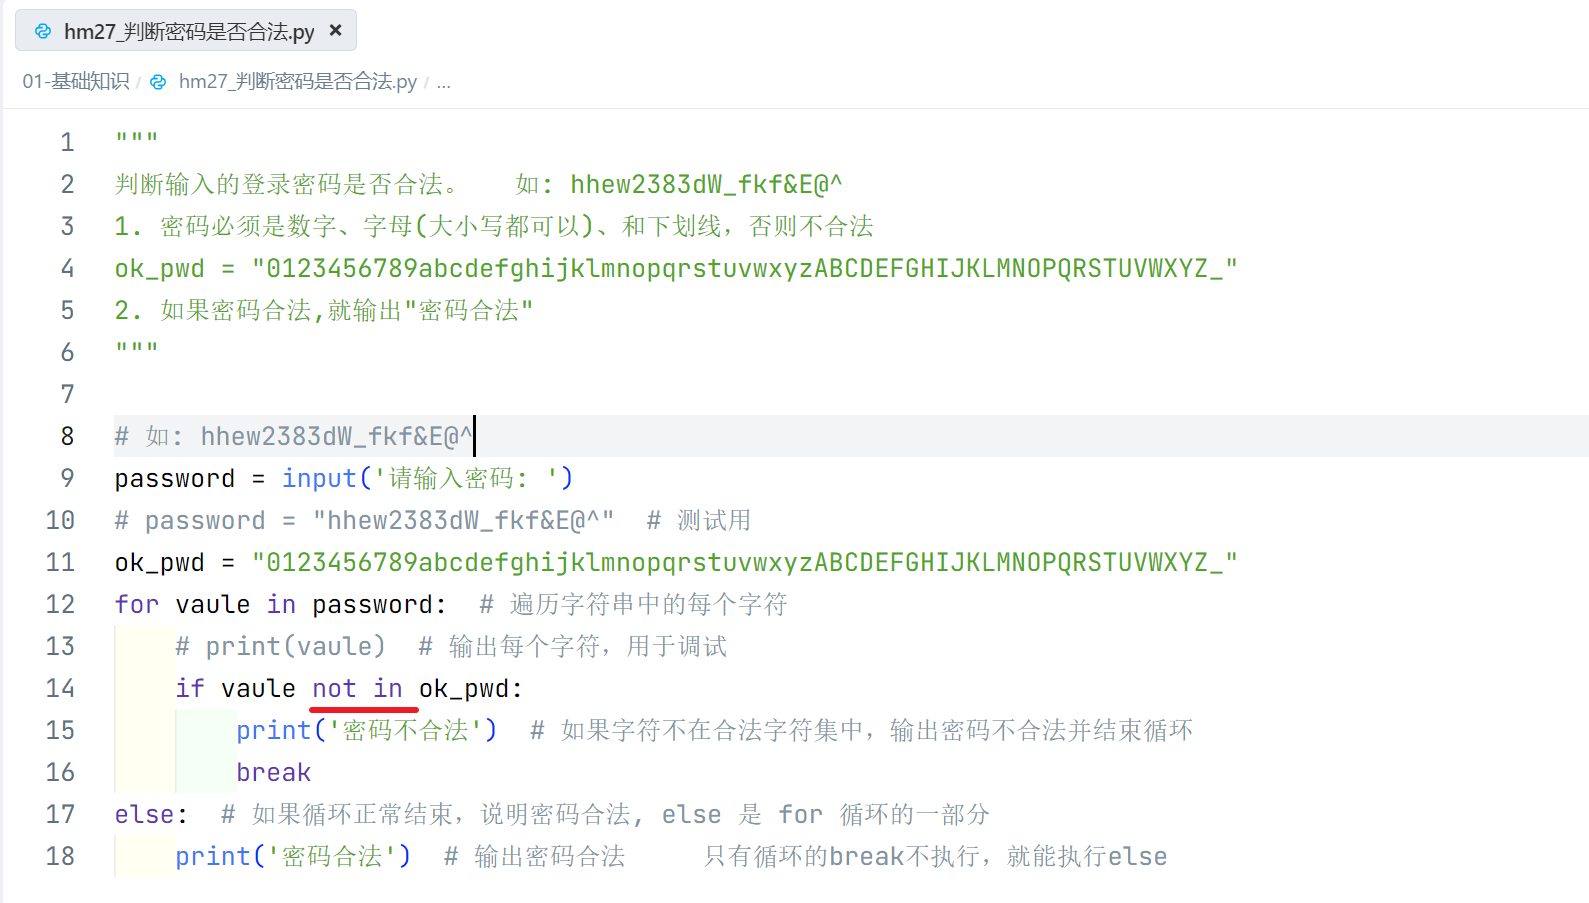 hm27_判断密码是否合法.py ×
01-基础知识 / hm27_判断密码是否合法.py / ...
1 """
2 判断输入的登录密码是否合法。 如: hhew2383dW_fkf&E@^
3 1. 密码必须是数字、字母(大小写都可以)、和下划线，否则不合法
4 ok_pwd = "0123456789abcdefghijklmnopqrstuvwxyzABCDEFGHIJKLMNOPQRSTUVWXYZ_"
5 2. 如果密码合法,就输出"密码合法"
6 """
7
8 # 如: hhew2383dW_fkf&E@^
9 password = input('请输入密码: ')
10 # password = "hhew2383dW_fkf&E@^" # 测试用
11 ok_pwd = "0123456789abcdefghijklmnopqrstuvwxyzABCDEFGHIJKLMNOPQRSTUVWXYZ_"
12 for vaule in password: # 遍历字符串中的每个字符
13 # print(vaule) # 输出每个字符，用于调试
14 if vaule not in ok_pwd:
15 print('密码不合法') # 如果字符不在合法字符集中，输出密码不合法并结束循环
16 break
17 else: # 如果循环正常结束，说明密码合法, else 是 for 循环的一部分
18 print('密码合法') # 输出密码合法 只有循环的break不执行，就能执行else